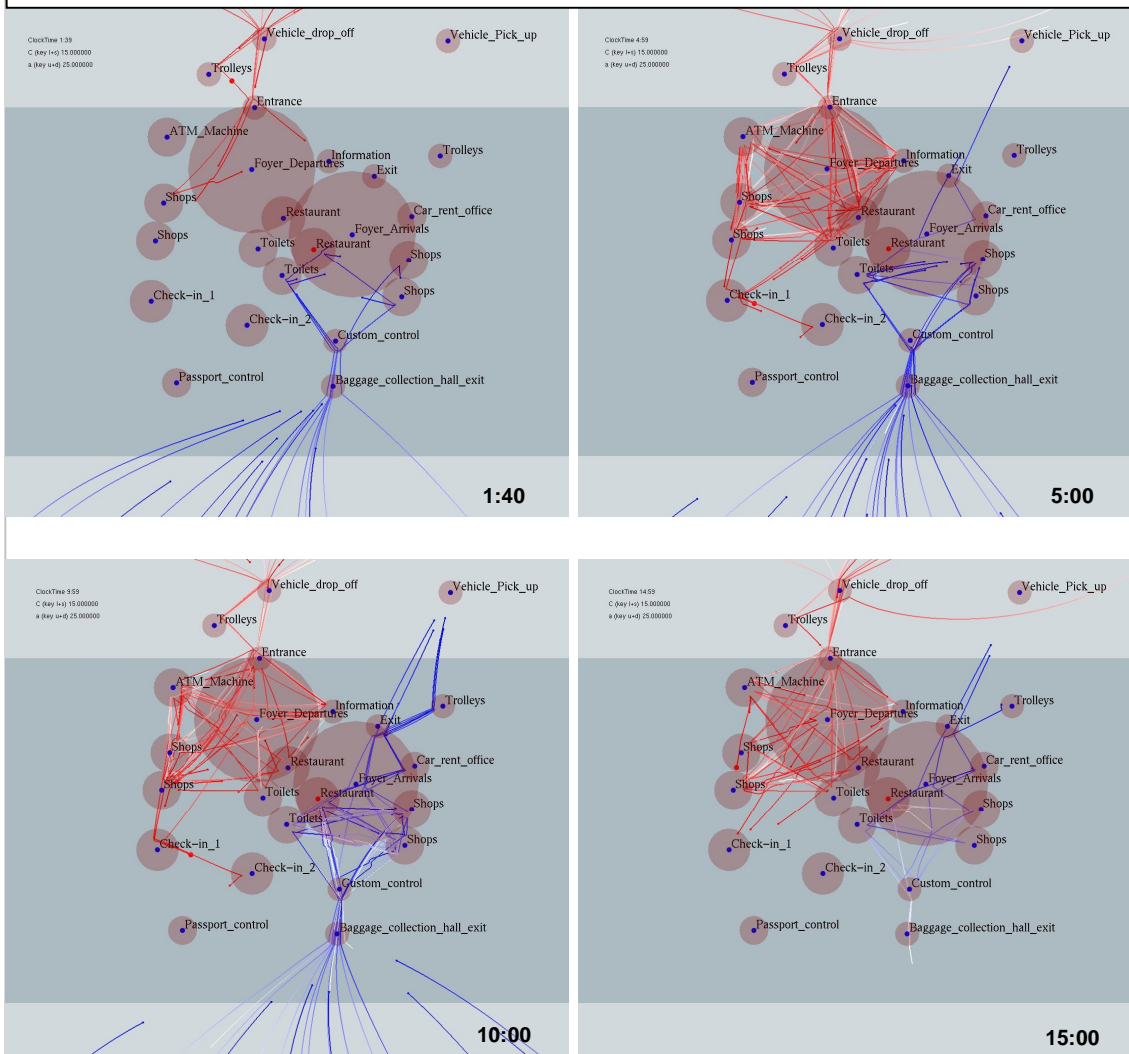 Vehicle_drop_off
Vehicle_Pick_up
ClockTime 1:39
C (key l+s) 15.000000
a (key u+d) 25.000000
Trolleys
Entrance
ATM_Machine
Information
Trolleys
Foyer_Departures
Exit
Shops
Restaurant
Car_rent_office
Foyer_Arrivals
Shops
Toilets
Restaurant
Shops
Toilets
Check-in_1
Shops
Check-in_2
Custom_control
Passport_control
Baggage_collection_hall_exit
1:40
Vehicle_drop_off
Vehicle_Pick_up
ClockTime 4:59
C (key l+s) 15.000000
a (key u+d) 25.000000
Trolleys
Entrance
ATM_Machine
Information
Trolleys
Foyer_Departures
Exit
Shops
Restaurant
Car_rent_office
Foyer_Arrivals
Shops
Toilets
Restaurant
Shops
Toilets
Check-in_1
Shops
Check-in_2
Custom_control
Passport_control
Baggage_collection_hall_exit
5:00
Vehicle_drop_off
Vehicle_Pick_up
ClockTime 9:59
C (key l+s) 15.000000
a (key u+d) 25.000000
Trolleys
Entrance
ATM_Machine
Information
Trolleys
Foyer_Departures
Exit
Shops
Restaurant
Car_rent_office
Foyer_Arrivals
Shops
Toilets
Restaurant
Shops
Toilets
Check-in_1
Shops
Check-in_2
Custom_control
Passport_control
Baggage_collection_hall_exit
10:00
Vehicle_drop_off
Vehicle_Pick_up
ClockTime 14:59
C (key l+s) 15.000000
a (key u+d) 25.000000
Trolleys
Entrance
ATM_Machine
Information
Trolleys
Foyer_Departures
Exit
Shops
Restaurant
Car_rent_office
Foyer_Arrivals
Shops
Toilets
Restaurant
Shops
Toilets
Check-in_1
Shops
Check-in_2
Custom_control
Passport_control
Baggage_collection_hall_exit
15:00